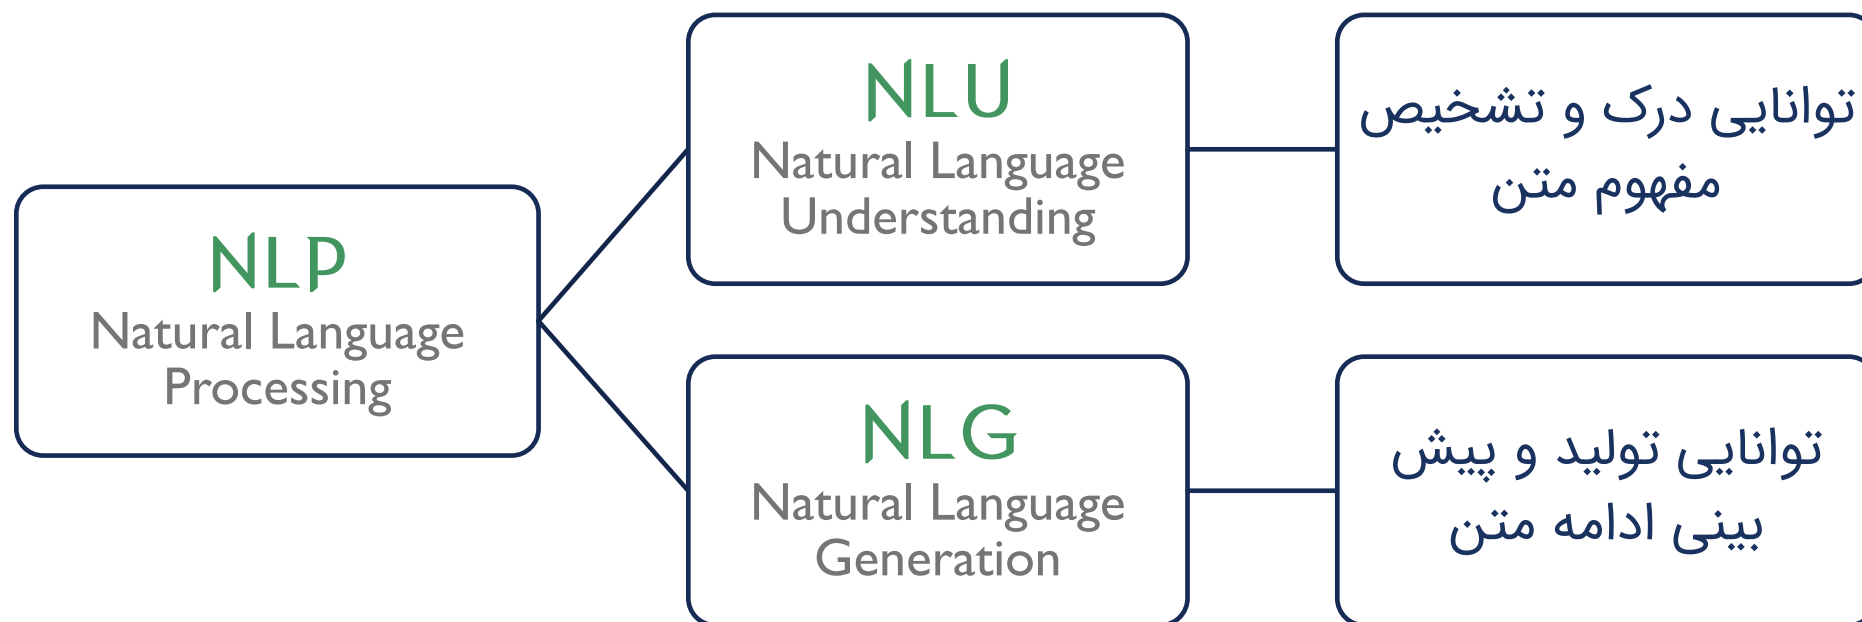 NLP
Natural Language
Processing
NLU
Natural Language
Understanding
توانایی درک و تشخیص
مفهوم متن
NLG
Natural Language
Generation
توانایی تولید و پیش
بینی ادامه متن